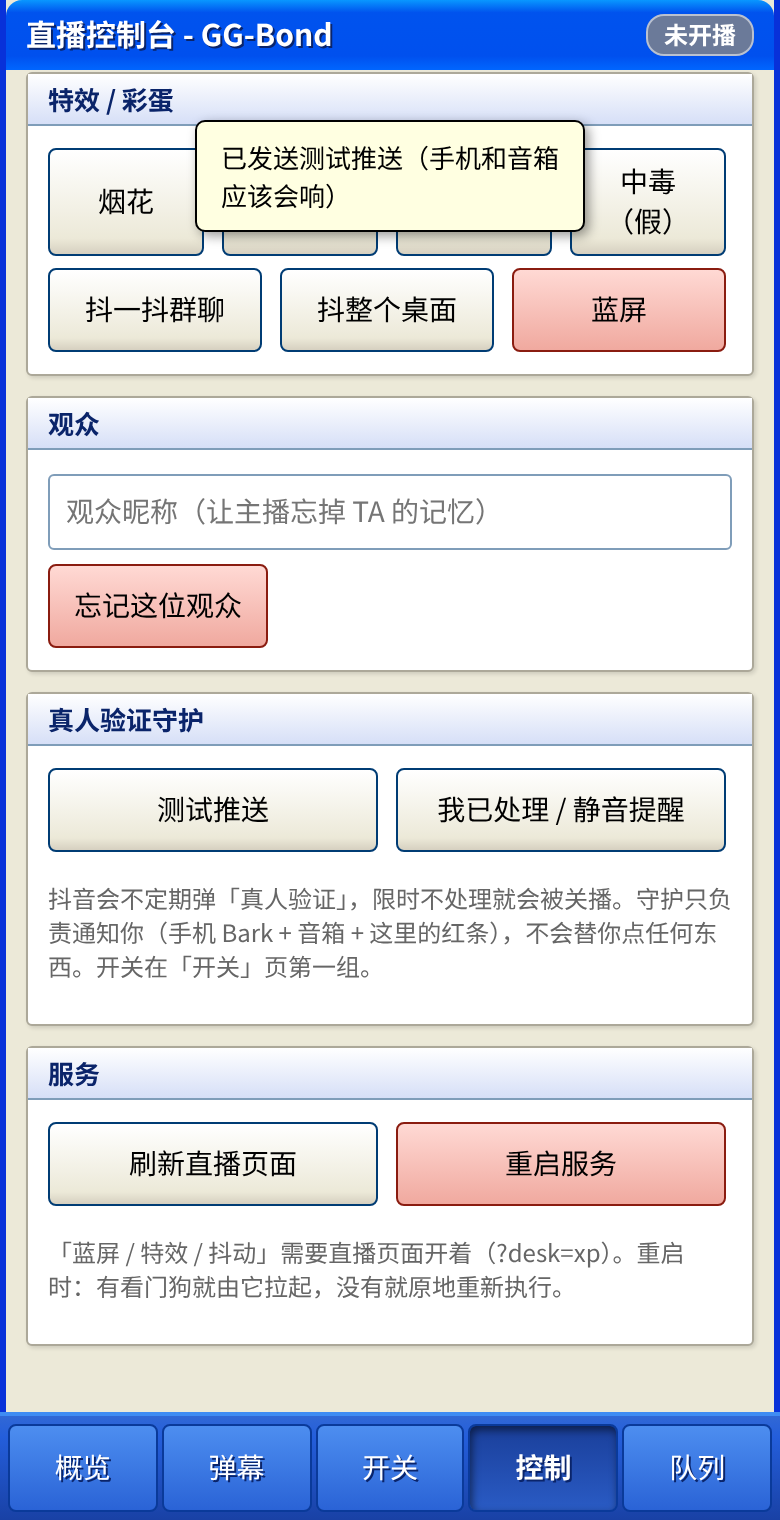 直播控制台 - GG-Bond
未开播
特效 / 彩蛋
已发送测试推送（手机和音箱
应该会响）
烟花
中毒
（假）
抖一抖群聊
抖整个桌面
蓝屏
观众
观众昵称（让主播忘掉 TA 的记忆）
忘记这位观众
真人验证守护
测试推送
我已处理 / 静音提醒
抖音会不定期弹「真人验证」，限时不处理就会被关播。守护只负
责通知你（手机 Bark + 音箱 + 这里的红条），不会替你点任何东
西。开关在「开关」页第一组。
服务
刷新直播页面
重启服务
「蓝屏 / 特效 / 抖动」需要直播页面开着（?desk=xp）。重启
时：有看门狗就由它拉起，没有就原地重新执行。
概览
弹幕
开关
控制
队列